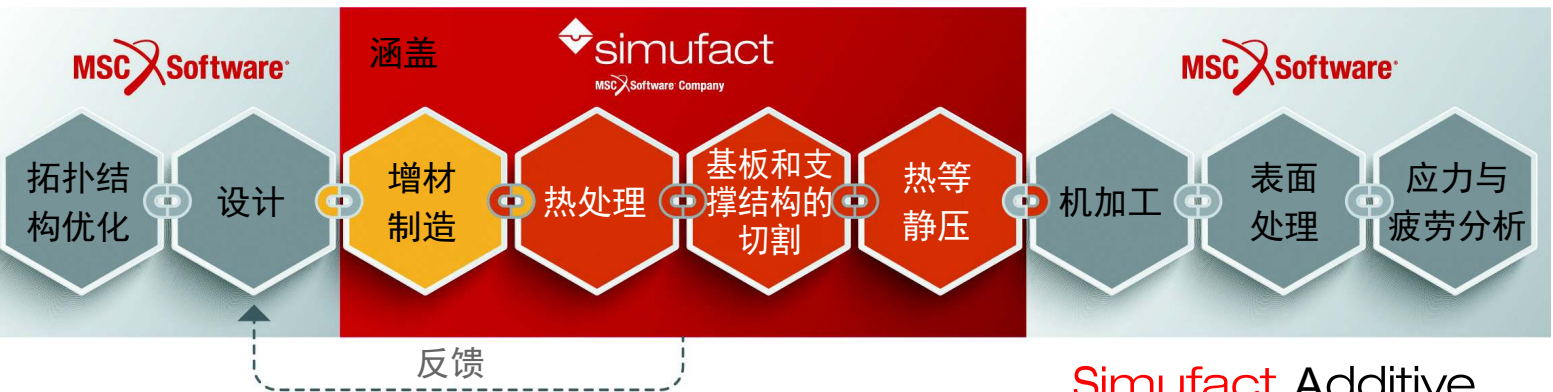 MSC Software
涵盖
simufact
MSC Software Company
MSC Software
拓扑结
构优化
设计
增材
制造
热处理
基板和支
撑结构的
切割
热等
静压
机加工
表面
处理
应力与
疲劳分析
反馈
Simufact Additive